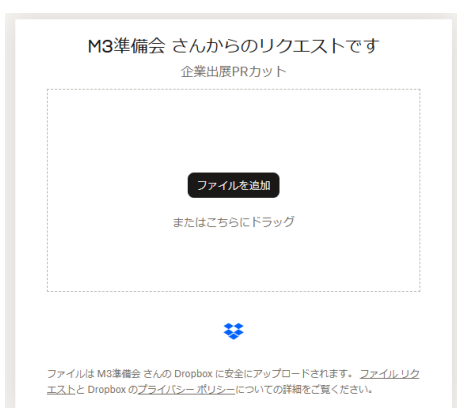 M3準備会 さんからのリクエストです
企業出展PRカット
ファイルを追加
またはこちらにドラッグ
ファイルは M3準備会 さんの Dropbox に安全にアップロードされます。 ファイル リク
エストと Dropbox のプライバシー ポリシーについての詳細をご覧ください。